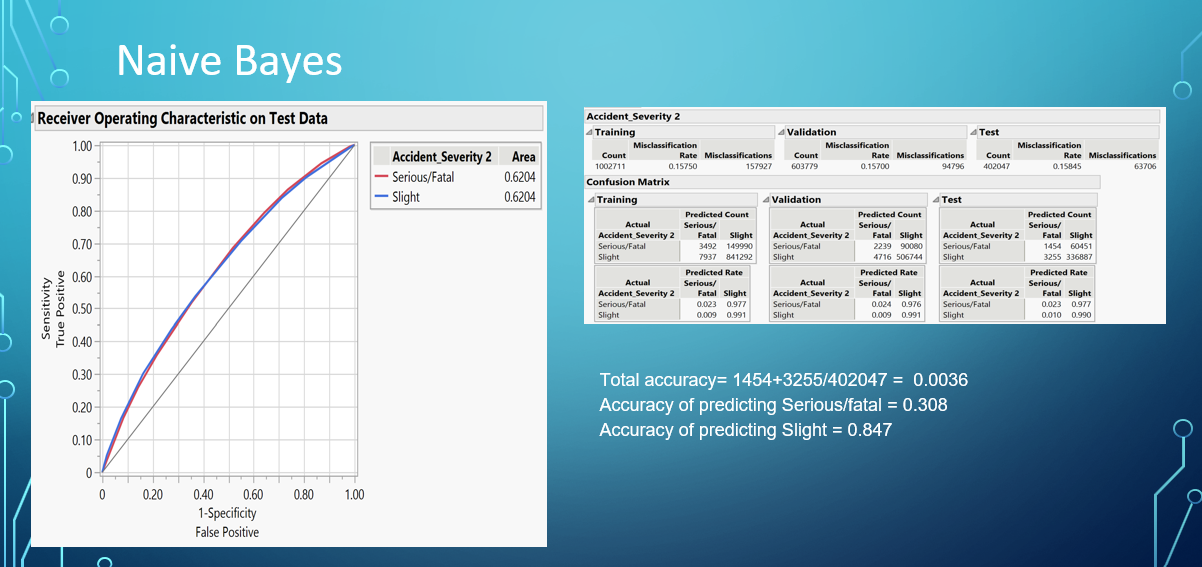 Naive Bayes
Receiver Operating Characteristic on Test Data
1.00
0.90
0.80
0.70
0.60
0.50
0.40
0.30
0.20
0.10
0
Sensitivity
True Positive
0 0.20 0.40 0.60 0.80 1.00
1-Specificity
False Positive
Accident_Severity 2 Area
Serious/Fatal 0.6204
Slight 0.6204
Accident_Severity 2
Training Validation Test
Misclassification Misclassification Misclassification
Count Rate Misclassifications Count Rate Misclassifications Count Rate Misclassifications
1002711 0.15750 157927 603779 0.15700 94796 402047 0.15845 63706
Confusion Matrix
Training
Predicted Count
Actual Serious/
Accident_Severity 2 Fatal Slight
Serious/Fatal 3492 149990
Slight 7937 841292
Predicted Rate
Actual Serious/
Accident_Severity 2 Fatal Slight
Serious/Fatal 0.023 0.977
Slight 0.009 0.991
Validation
Predicted Count
Actual Serious/
Accident_Severity 2 Fatal Slight
Serious/Fatal 2239 90080
Slight 4716 506744
Predicted Rate
Actual Serious/
Accident_Severity 2 Fatal Slight
Serious/Fatal 0.024 0.976
Slight 0.009 0.991
Test
Predicted Count
Actual Serious/
Accident_Severity 2 Fatal Slight
Serious/Fatal 1454 60451
Slight 3255 336887
Predicted Rate
Actual Serious/
Accident_Severity 2 Fatal Slight
Serious/Fatal 0.023 0.977
Slight 0.010 0.990
Total accuracy= 1454+3255/402047 = 0.0036
Accuracy of predicting Serious/fatal = 0.308
Accuracy of predicting Slight = 0.847